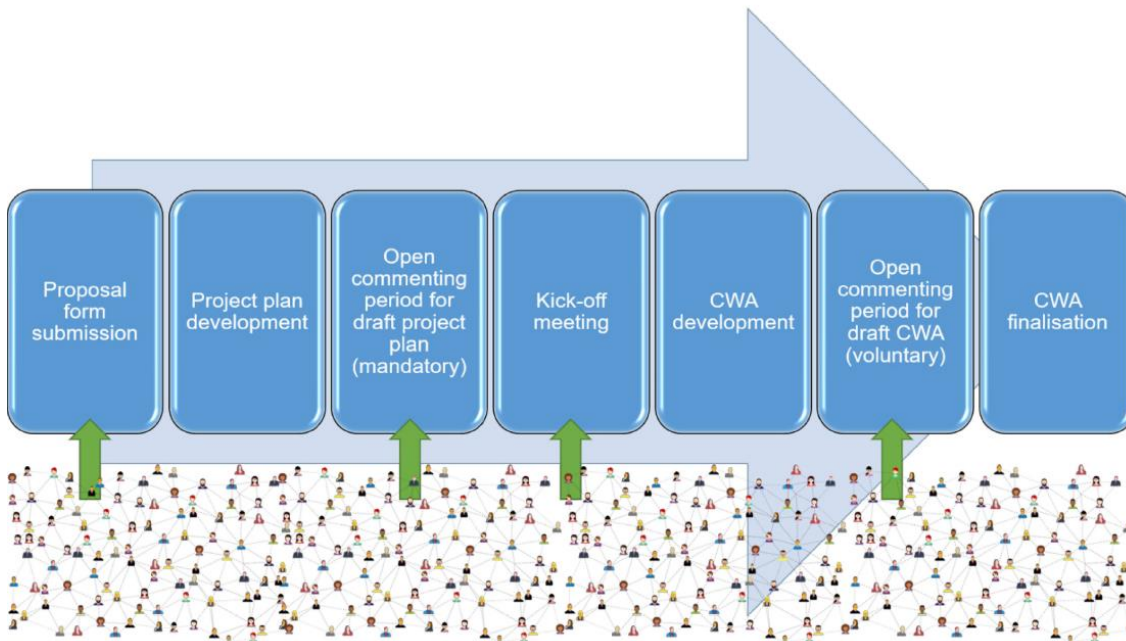 Proposal
form
submission
Project plan
development
Open
commenting
period for
draft project
plan
(mandatory)
Kick-off
meeting
CWA
development
Open
commenting
period for
draft CWA
(voluntary)
CWA
finalisation